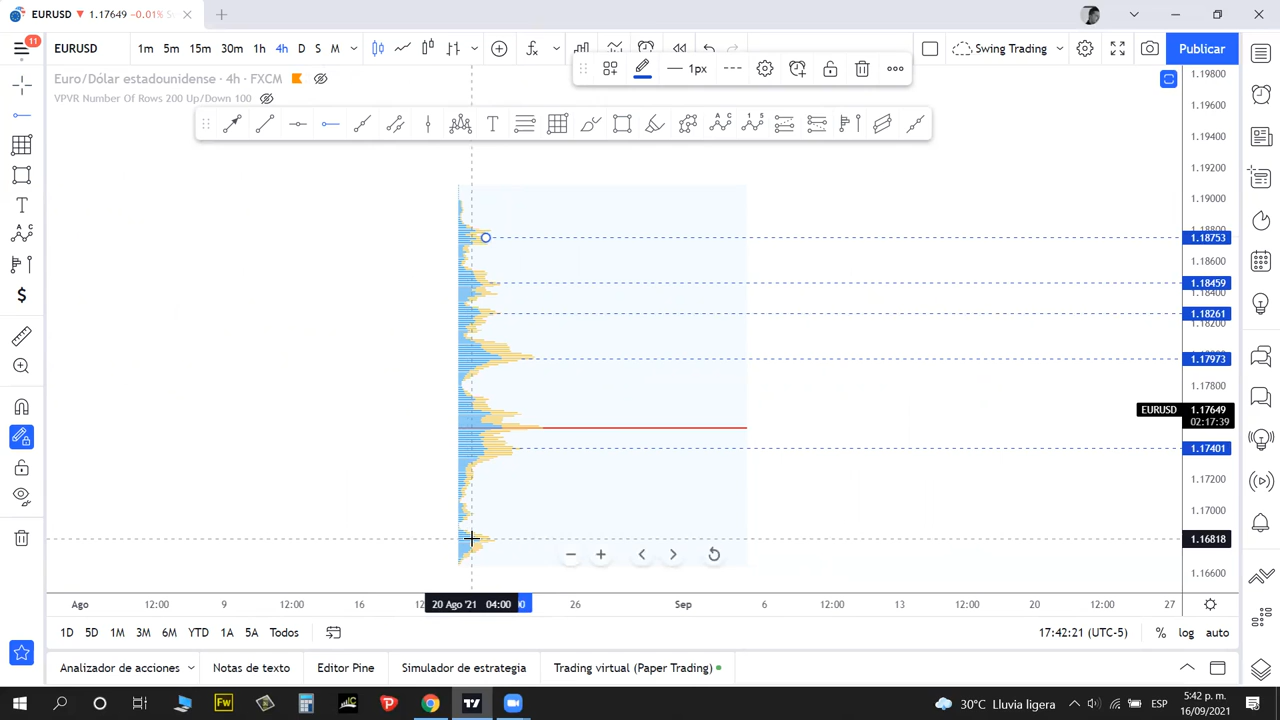 EURUSD ▼ 1.17649 −0.01%
11
EURUSD
1m 5m 15m 30m 1h 4h D S M
Swing Trading
Publicar
1px
Euro/Dólar estadounidense · 4h · FXCM
VPVR Number Of Rows 200 Up/Down 100
1.19800
1.19600
1.19400
1.19200
1.19000
1.18753
1.18600
1.18459
1.18261
1.17973
1.17800
EURUSD 1.17649
1.17401
1.17200
1.17000
1.16818
1.16600
Ago 12:00 9 12:00 16 20 Ago '21 04:00 26 Sep 6 12:00 13 12:00 20 12:00 27
1D 5D 1M 3M 6M YTD 1A 5A Todos
17:42:21 (UTC-5) % log auto
Analizador de acciones Notas de texto Editor Pine Simulador de estrategia Trading virtual (Paper Trading)
30°C Lluvia ligera ESP
5:42 p. m.
16/09/2021